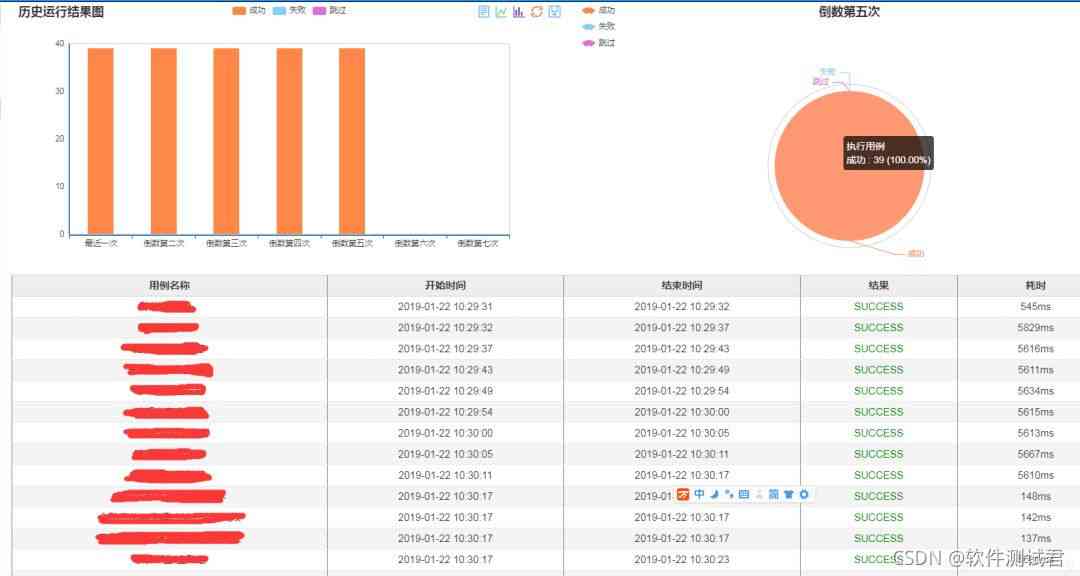 历史运行结果图
成功 失败 跳过
40
30
20
10
0
最近一次 倒数第二次 倒数第三次 倒数第四次 倒数第五次 倒数第六次 倒数第七次
成功
失败
跳过
倒数第五次
失败
跳过
执行用例
成功 : 39 (100.00%)
成功
用例名称 开始时间 结束时间 结果 耗时
2019-01-22 10:29:31 2019-01-22 10:29:32 SUCCESS 545ms
2019-01-22 10:29:32 2019-01-22 10:29:37 SUCCESS 5829ms
2019-01-22 10:29:37 2019-01-22 10:29:43 SUCCESS 5616ms
2019-01-22 10:29:43 2019-01-22 10:29:49 SUCCESS 5611ms
2019-01-22 10:29:49 2019-01-22 10:29:54 SUCCESS 5634ms
2019-01-22 10:29:54 2019-01-22 10:30:00 SUCCESS 5615ms
2019-01-22 10:30:00 2019-01-22 10:30:05 SUCCESS 5613ms
2019-01-22 10:30:05 2019-01-22 10:30:11 SUCCESS 5667ms
2019-01-22 10:30:11 2019-01-22 10:30:17 SUCCESS 5610ms
2019-01-22 10:30:17 2019-01- 中 简 SUCCESS 148ms
2019-01-22 10:30:17 2019-01-22 10:30:17 SUCCESS 142ms
2019-01-22 10:30:17 2019-01-22 10:30:17 SUCCESS 137ms
2019-01-22 10:30:17 2019-01-22 10:30:23 SUCCESS
CSDN @软件测试君